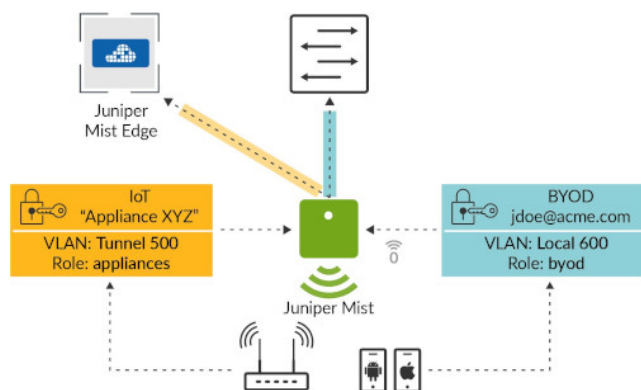 Juniper
Mist Edge
IoT
"Appliance XYZ"
VLAN: Tunnel 500
Role: appliances
BYOD
jdoe@acme.com
VLAN: Local 600
Role: byod
0
Juniper Mist